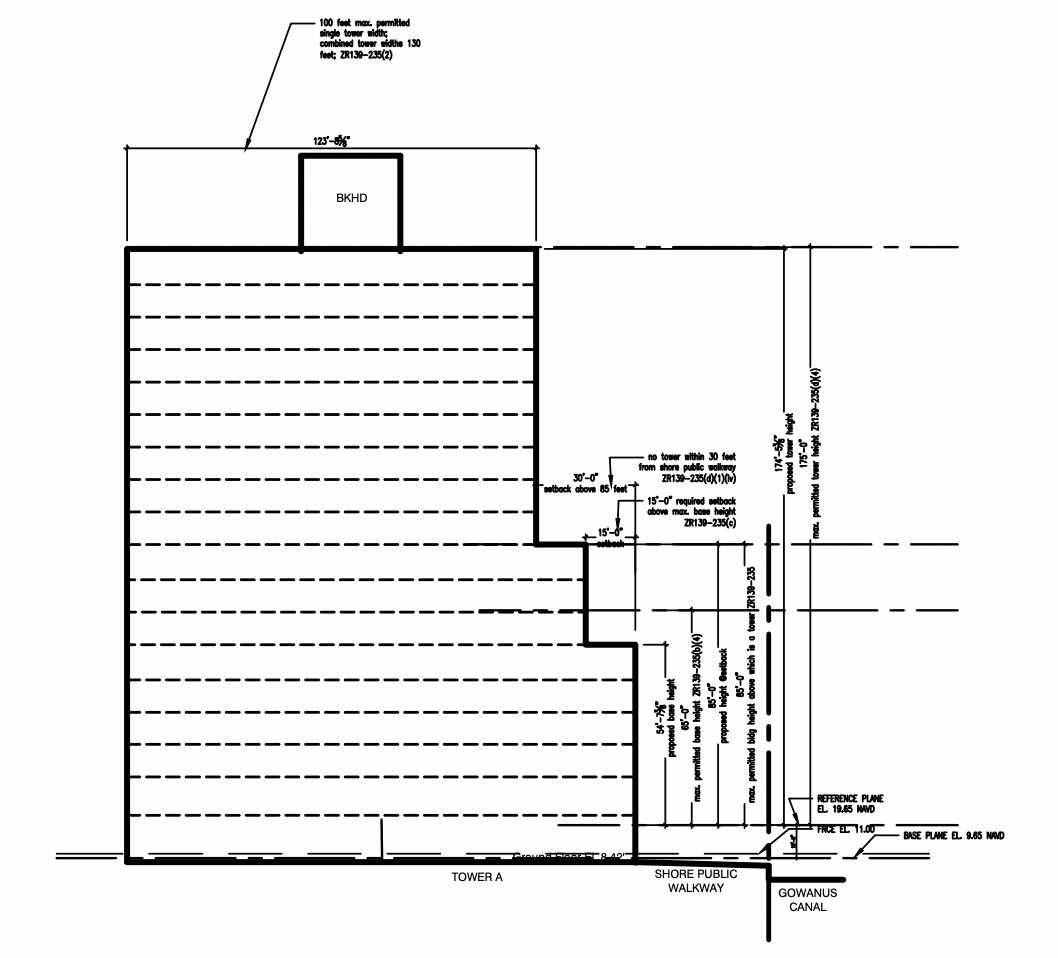 100 feet max. permitted
single tower width;
combined tower widths 130
feet; ZR139-235(2)
123'-8⅝"
BKHD
no tower within 30 feet
from shore public walkway
ZR139-235(d)(1)(iv)
30'-0"
setback above 85 feet
15'-0" required setback
above max. base height
ZR139-235(c)
15'-0"
setback
54'-7⅜"
proposed base height
65'-0"
max. permitted base height ZR139-235(b)(4)
85'-0"
proposed height @setback
85'-0"
max. permitted bldg height above which is a tower ZR139-235
proposed tower height
175'-0"
max. permitted tower height ZR139-235(d)(4)
REFERENCE PLANE
EL. 19.65 NAVD
FRCE EL. 11.00
BASE PLANE EL. 9.65 NAVD
Ground Floor El. 8.42'
TOWER A
SHORE PUBLIC
WALKWAY
GOWANUS
CANAL